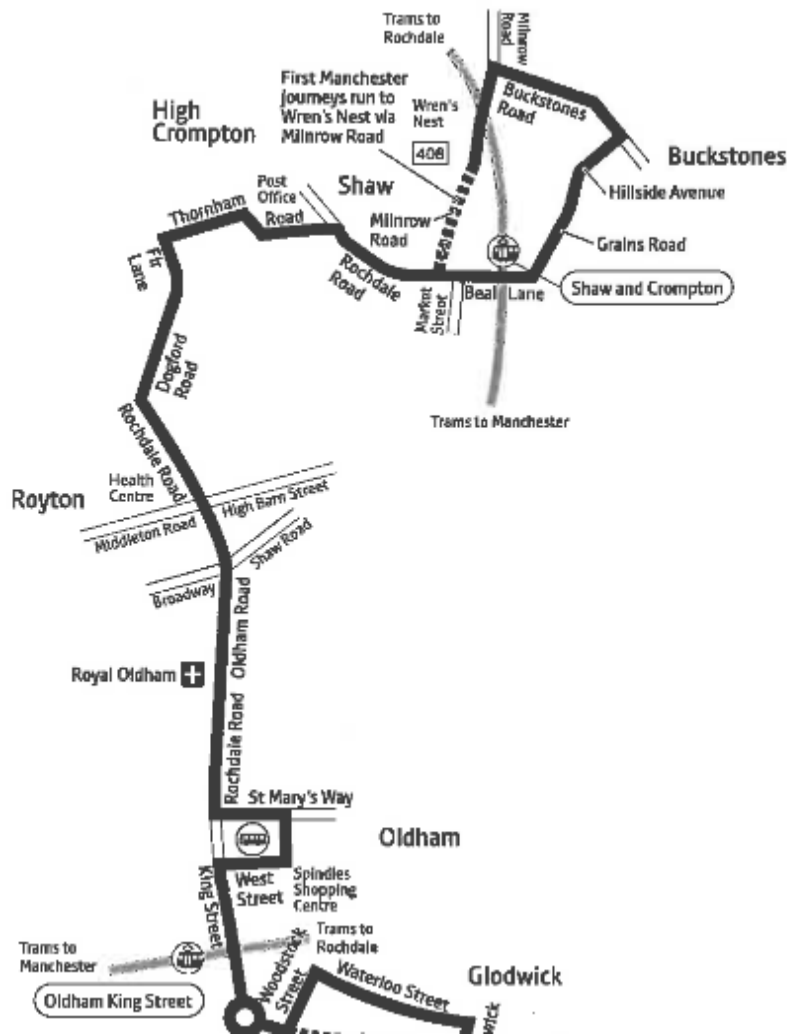 Trams to
Rochdale
Milnrow
Road
First Manchester
journeys run to
Wren's Nest via
Milnrow Road
Wren's
Nest
408
Buckstones
Road
High
Crompton
Buckstones
Hillside Avenue
Post
Office
Road
Shaw
Thornham
Milnrow
Road
Grains Road
Fir
Lane
Rochdale
Road
Market
Street
Beal Lane
Shaw and Crompton
Dogford
Road
Trams to Manchester
Rochdale Road
Health
Centre
Royton
High Barn Street
Middleton Road
Shaw Road
Broadway
Oldham Road
Royal Oldham
Rochdale Road
St Mary's Way
Oldham
King Street
West
Street
Spindles
Shopping
Centre
Trams to
Manchester
Trams to
Rochdale
Oldham King Street
Woodstock
Street
Waterloo Street
Glodwick
wick